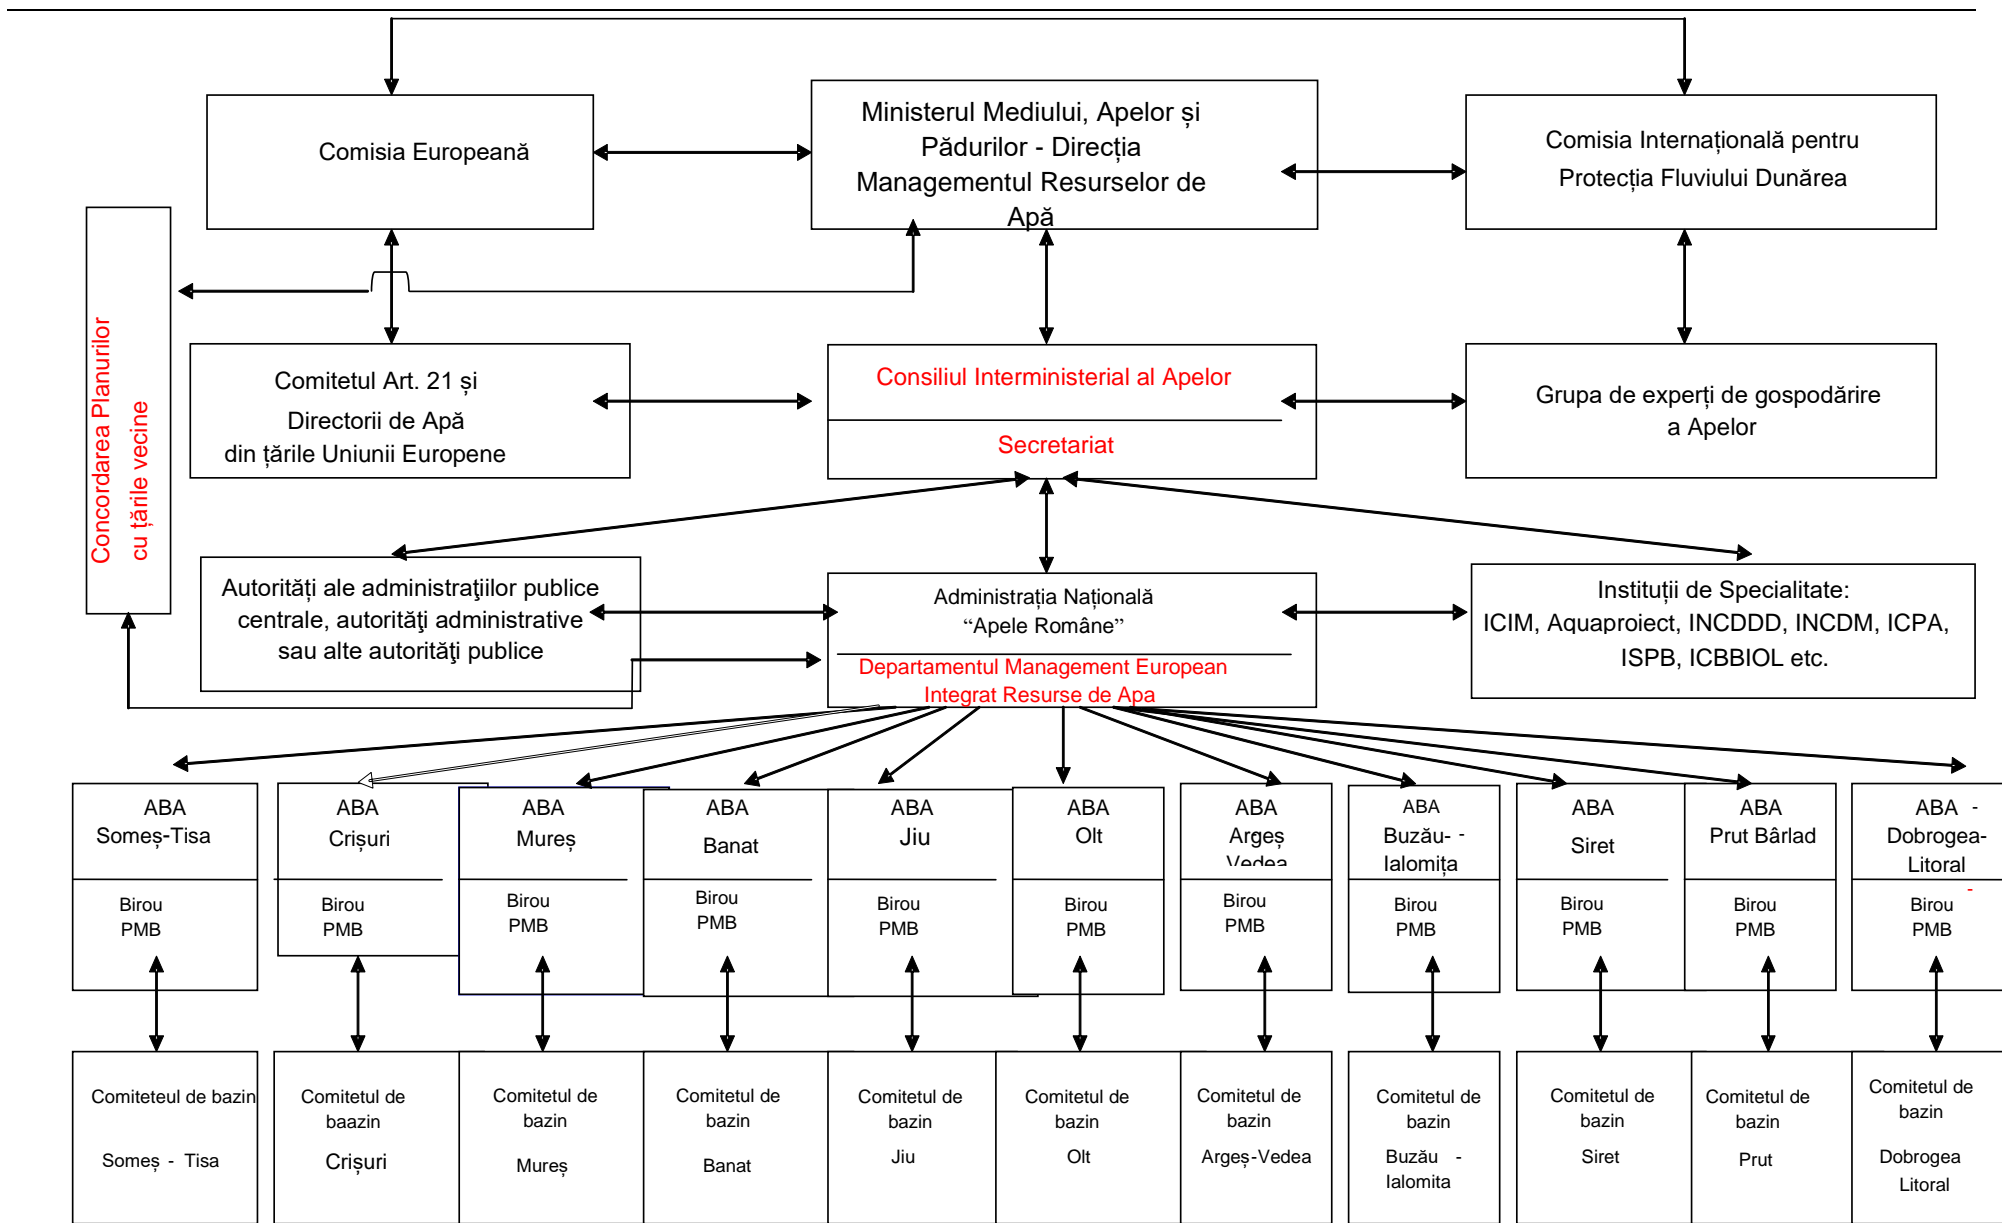 Comisia Europeană
Ministerul Mediului, Apelor și
Pădurilor - Direcția
Managementul Resurselor de
Apă
Comisia Internațională pentru
Protecția Fluviului Dunărea
Concordarea Planurilor
cu țările vecine
Comitetul Art. 21 și
Directorii de Apă
din țările Uniunii Europene
Consiliul Interministerial al Apelor
Secretariat
Grupa de experți de gospodărire
a Apelor
Autorități ale administraţiilor publice
centrale, autorităţi administrative
sau alte autorităţi publice
Administrația Națională
“Apele Române”
Departamentul Management European
Integrat Resurse de Apa
Instituții de Specialitate:
ICIM, Aquaproiect, INCDDD, INCDM, ICPA,
ISPB, ICBBIOL etc.
ABA
Someș-Tisa
Birou
PMB
ABA
Crișuri
Birou
PMB
ABA
Mureș
Birou
PMB
ABA
Banat
Birou
PMB
ABA
Jiu
Birou
PMB
ABA
Olt
Birou
PMB
ABA
Argeș
Vedea
Birou
PMB
ABA
Buzău- -
Ialomița
Birou
PMB
ABA
Siret
Birou
PMB
ABA
Prut Bârlad
Birou
PMB
ABA -
Dobrogea-
Litoral
-
Birou
PMB
Comiteteul de bazin
Someș - Tisa
Comitetul de
baazin
Crișuri
Comitetul de
bazin
Mureș
Comitetul de
bazin
Banat
Comitetul de
bazin
Jiu
Comitetul de
bazin
Olt
Comitetul de
bazin
Argeș-Vedea
Comitetul de
bazin
Buzău -
Ialomita
Comitetul de
bazin
Siret
Comitetul de
bazin
Prut
Comitetul de
bazin
Dobrogea
Litoral